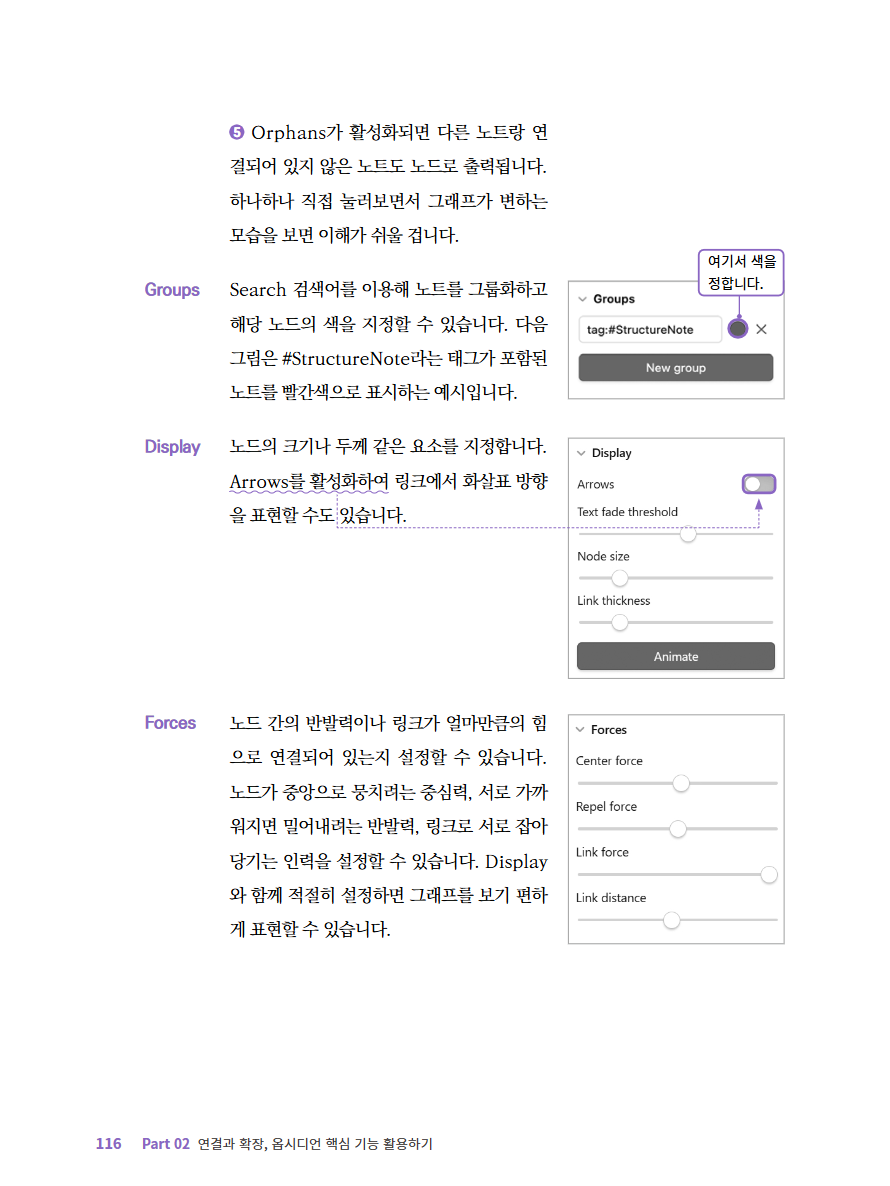 ❺ Orphans가 활성화되면 다른 노트랑 연
결되어 있지 않은 노트도 노드로 출력됩니다.
하나하나 직접 눌러보면서 그래프가 변하는
모습을 보면 이해가 쉬울 겁니다.
Groups
Search 검색어를 이용해 노트를 그룹화하고
해당 노드의 색을 지정할 수 있습니다. 다음
그림은 #StructureNote라는 태그가 포함된
노트를 빨간색으로 표시하는 예시입니다.
여기서 색을
정합니다.
Groups
tag:#StructureNote
New group
Display
노드의 크기나 두께 같은 요소를 지정합니다.
Arrows를 활성화하여 링크에서 화살표 방향
을 표현할 수도 있습니다.
Display
Arrows
Text fade threshold
Node size
Link thickness
Animate
Forces
노드 간의 반발력이나 링크가 얼마만큼의 힘
으로 연결되어 있는지 설정할 수 있습니다.
노드가 중앙으로 뭉치려는 중심력, 서로 가까
워지면 밀어내려는 반발력, 링크로 서로 잡아
당기는 인력을 설정할 수 있습니다. Display
와 함께 적절히 설정하면 그래프를 보기 편하
게 표현할 수 있습니다.
Forces
Center force
Repel force
Link force
Link distance
116 Part 02 연결과 확장, 옵시디언 핵심 기능 활용하기